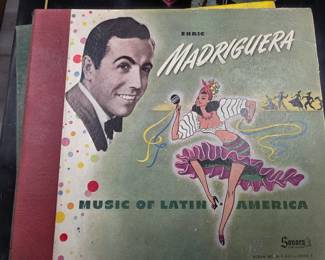 ENRIC
MADRIGUERA
MUSIC OF LATIN AMERICA
Sonora